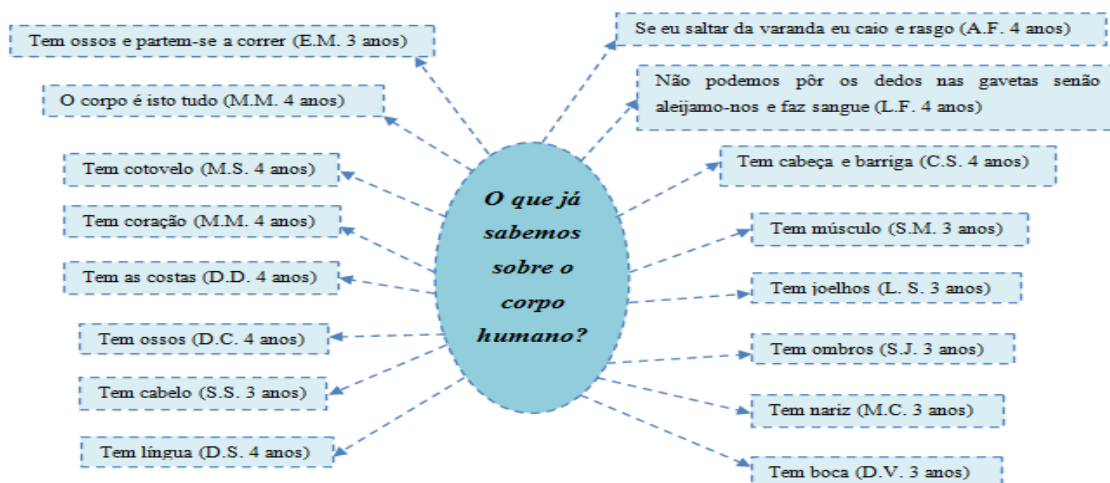 Tem ossos e partem-se a correr (E.M. 3 anos)
O corpo é isto tudo (M.M. 4 anos)
Tem cotovelo (M.S. 4 anos)
Tem coração (M.M. 4 anos)
Tem as costas (D.D. 4 anos)
Tem ossos (D.C. 4 anos)
Tem cabelo (S.S. 3 anos)
Tem língua (D.S. 4 anos)
O que já
sabemos
sobre o
corpo
humano?
Se eu saltar da varanda eu caio e rasgo (A.F. 4 anos)
Não podemos pôr os dedos nas gavetas senão
aleijamo-nos e faz sangue (L.F. 4 anos)
Tem cabeça e barriga (C.S. 4 anos)
Tem músculo (S.M. 3 anos)
Tem joelhos (L. S. 3 anos)
Tem ombros (S.J. 3 anos)
Tem nariz (M.C. 3 anos)
Tem boca (D.V. 3 anos)